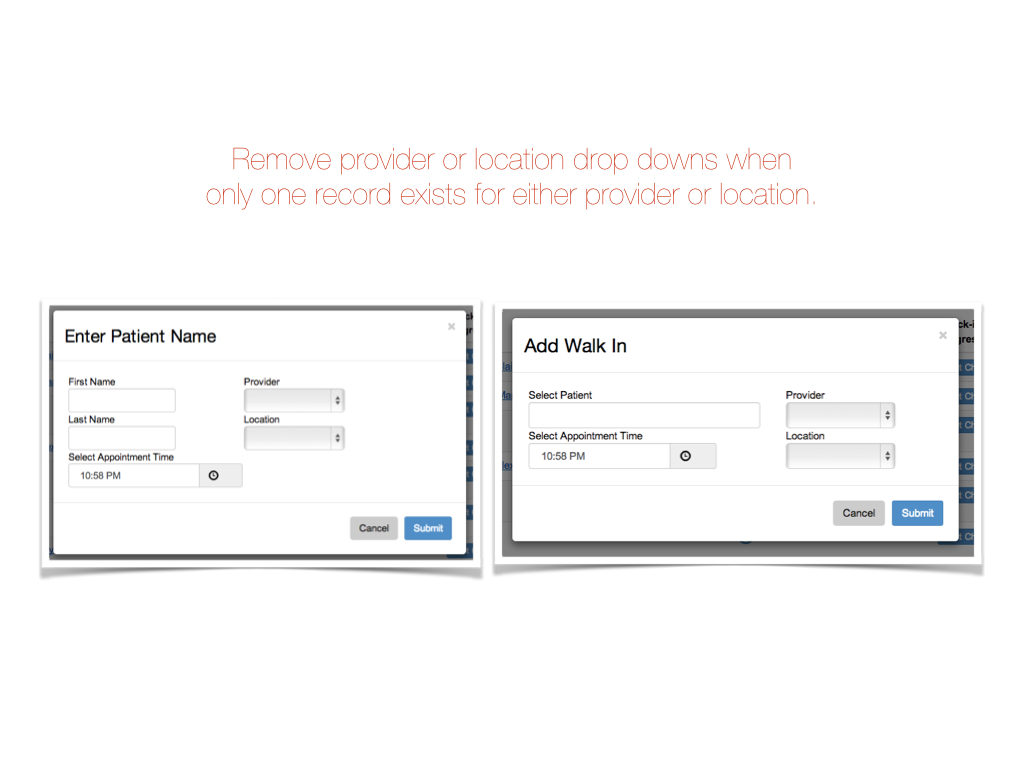 Remove provider or location drop downs when
only one record exists for either provider or location.
Enter Patient Name
×
First Name
Provider
Last Name
Location
Select Appointment Time
10:58 PM
Cancel
Submit
Add Walk In
×
Select Patient
Provider
Select Appointment Time
Location
10:58 PM
Cancel
Submit